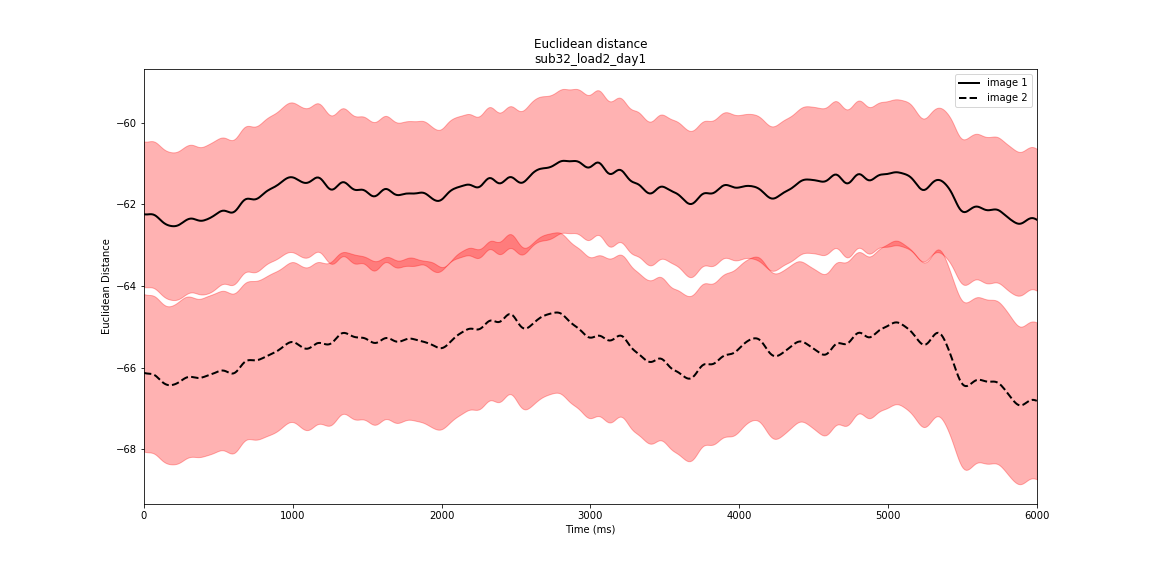 Euclidean distance
sub32_load2_day1
image 1
image 2
Euclidean Distance
−60
−62
−64
−66
−68
0
1000
2000
3000
4000
5000
6000
Time (ms)